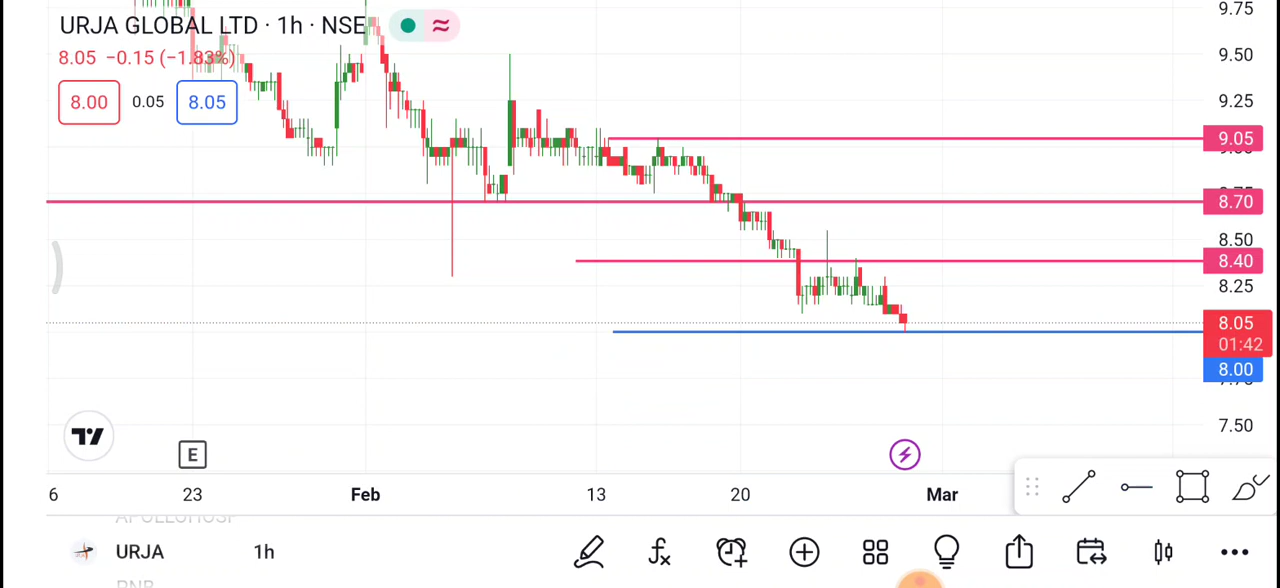 URJA GLOBAL LTD · 1h · NSE
8.05 −0.15 (−1.83%)
8.00 0.05 8.05
9.75
9.50
9.25
9.05
8.70
8.50
8.40
8.25
8.05
01:42
8.00
7.50
E
6 23 Feb 13 20 Mar
APOLLOHOSP
URJA 1h
PNB